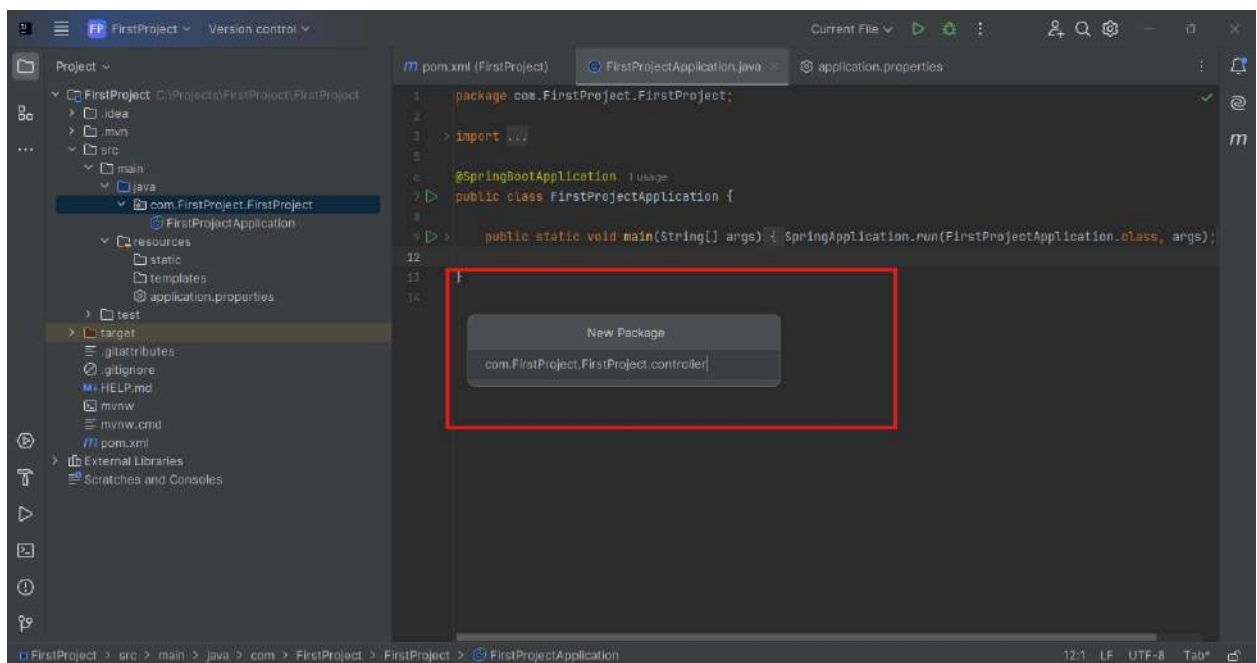 FP FirstProject Version control Current File
Project
pom.xml (FirstProject) FirstProjectApplication.java application.properties
FirstProject C:\Projects\FirstProject\FirstProject
.idea
.mvn
src
main
java
com.FirstProject.FirstProject
FirstProjectApplication
resources
static
templates
application.properties
test
target
.gitattributes
.gitignore
M↓ HELP.md
mvnw
mvnw.cmd
m pom.xml
External Libraries
Scratches and Consoles
1 package com.FirstProject.FirstProject;
2
3 import ...
5
6 @SpringBootApplication 1 usage
7 public class FirstProjectApplication {
8
9 public static void main(String[] args) { SpringApplication.run(FirstProjectApplication.class, args);
12
13 }
14
New Package
com.FirstProject.FirstProject.controller
FirstProject > src > main > java > com > FirstProject > FirstProject > FirstProjectApplication 12:1 LF UTF-8 Tab*